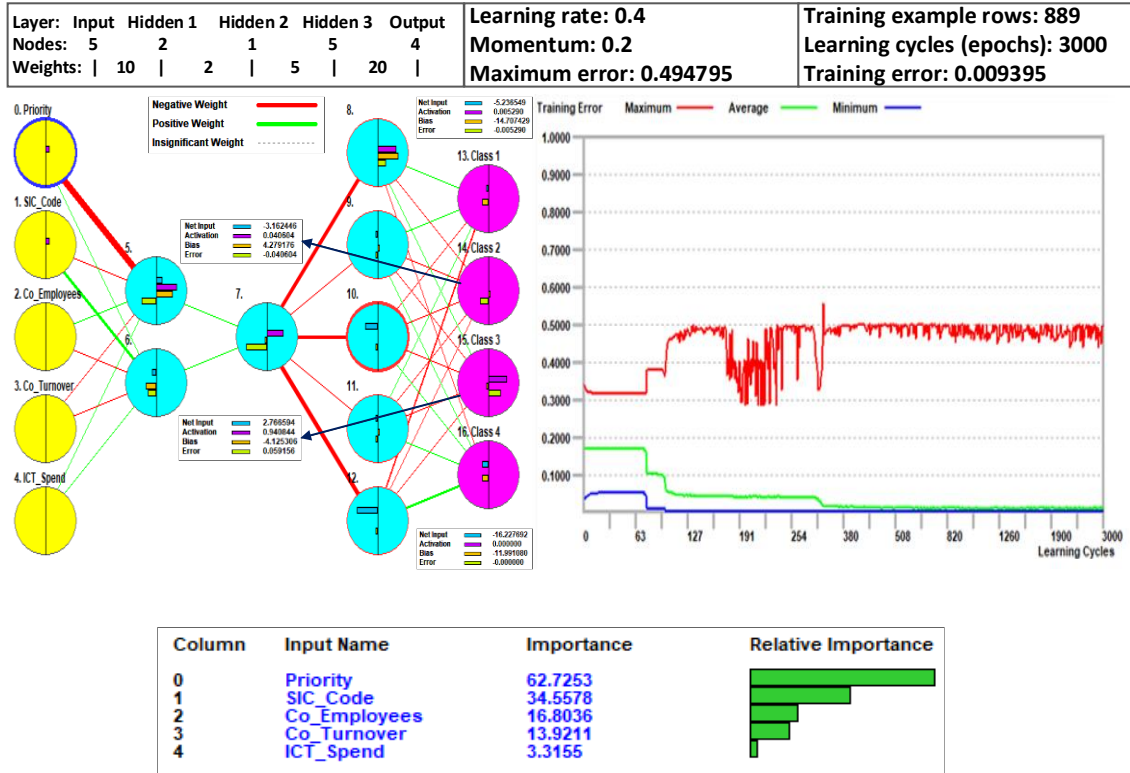 Layer: Input Hidden 1 Hidden 2 Hidden 3 Output
Nodes: 5 2 1 5 4
Weights: | 10 | 2 | 5 | 20 |
Learning rate: 0.4
Momentum: 0.2
Maximum error: 0.494795
Training example rows: 889
Learning cycles (epochs): 3000
Training error: 0.009395
0. Priority
1. SIC_Code
2. Co_Employees
3. Co_Turnover
4. ICT_Spend
Negative Weight
Positive Weight
Insignificant Weight
5.
6.
7.
8.
9.
10.
11.
12.
13. Class 1
14. Class 2
15. Class 3
16. Class 4
Net Input -5.236549
Activation 0.005290
Bias -14.707429
Error -0.005290
Net Input -3.162446
Activation 0.040604
Bias 4.279176
Error -0.040604
Net Input 2.766594
Activation 0.940844
Bias -4.125306
Error 0.059156
Net Input -16.227692
Activation 0.000000
Bias -11.991080
Error -0.000000
Training Error Maximum Average Minimum
1.0000
0.9000
0.8000
0.7000
0.6000
0.5000
0.4000
0.3000
0.2000
0.1000
0 63 127 191 254 380 508 820 1260 1900 3000
Learning Cycles
Column Input Name Importance Relative Importance
0 Priority 62.7253
1 SIC_Code 34.5578
2 Co_Employees 16.8036
3 Co_Turnover 13.9211
4 ICT_Spend 3.3155